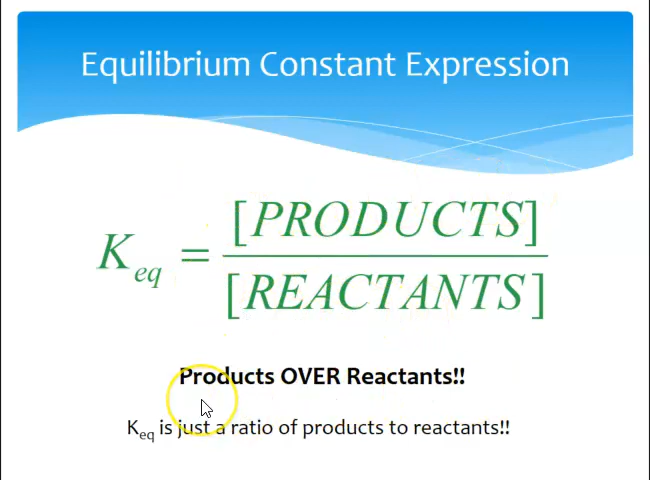 Equilibrium Constant Expression
K_eq = [PRODUCTS] / [REACTANTS]
Products OVER Reactants!!
K_eq is just a ratio of products to reactants!!